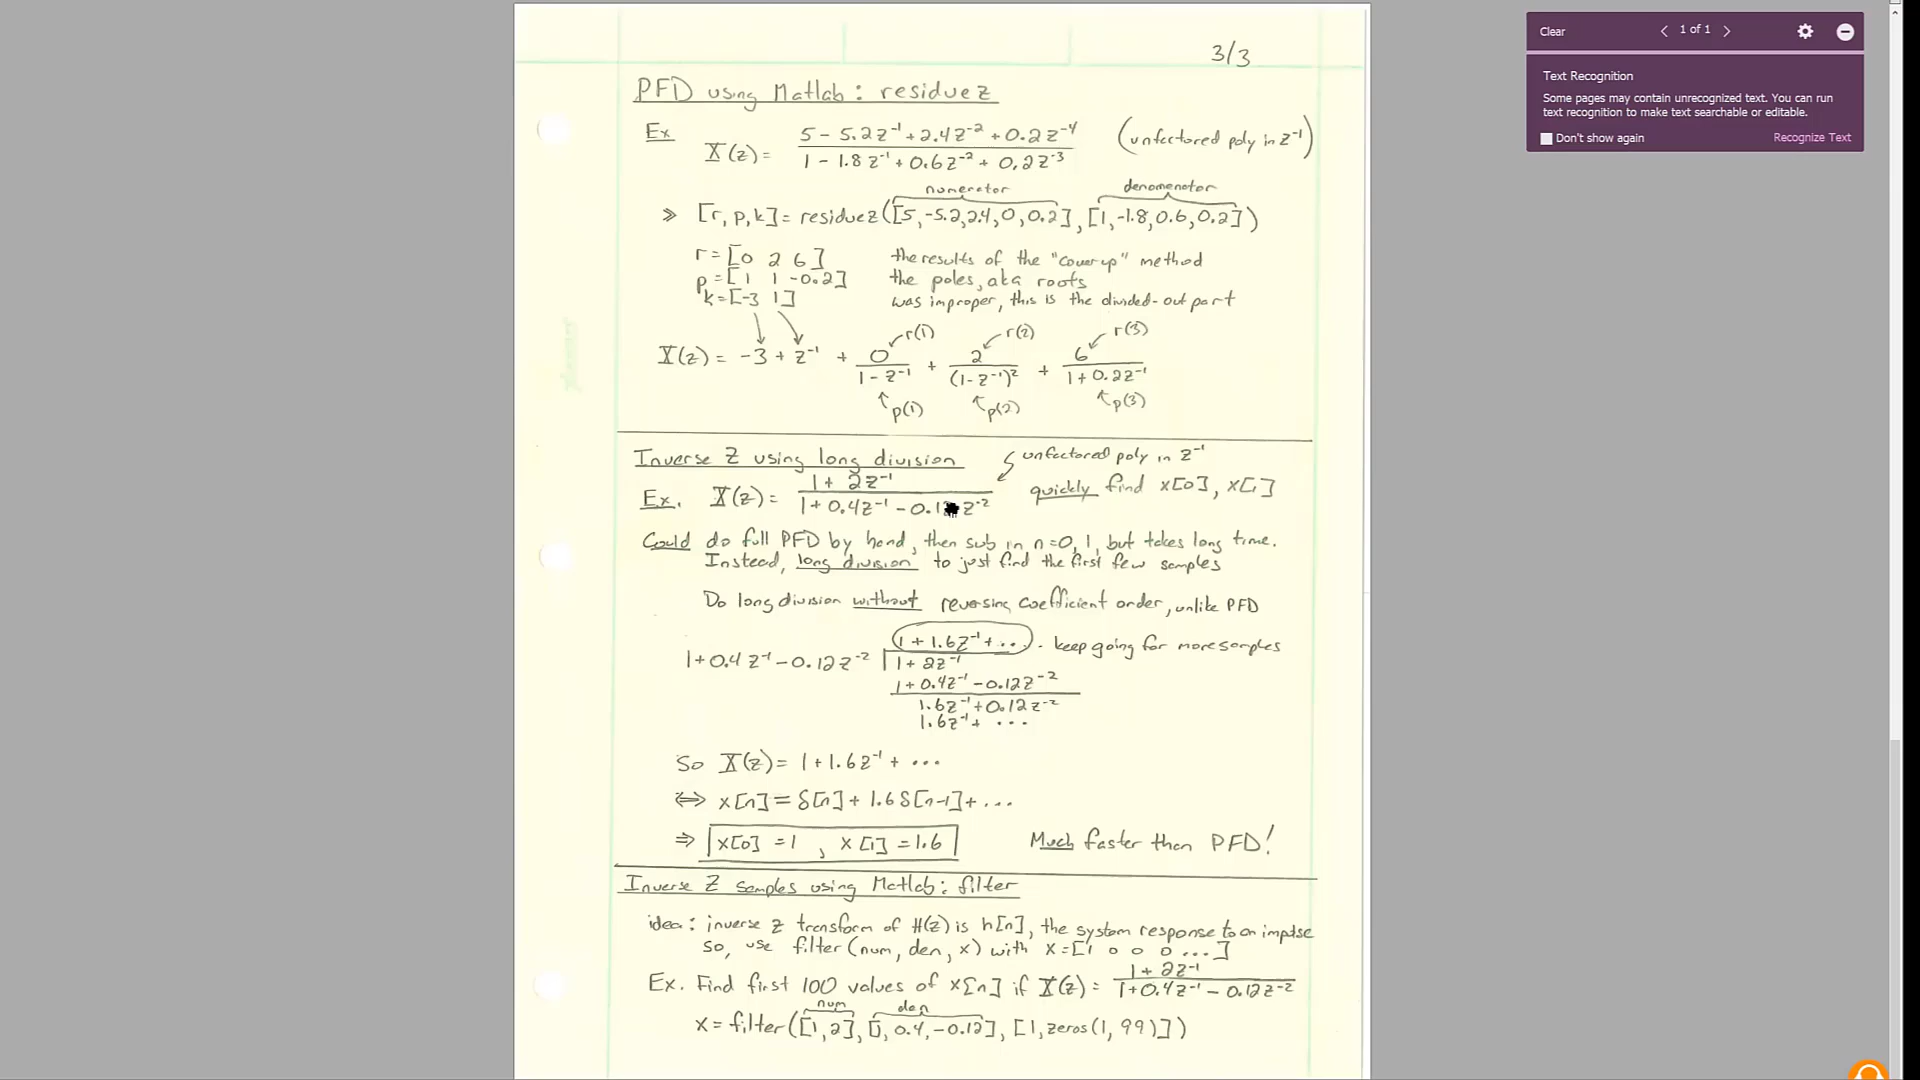 3/3
PFD using Matlab: residuez
Ex X(z) = (5 - 5.2z⁻¹ + 2.4z⁻² + 0.2z⁻⁴) / (1 - 1.8z⁻¹ + 0.6z⁻² + 0.2z⁻³) (unfactored poly in z⁻¹)
numerator denomenator
>> [r, p, k] = residuez([5, -5.2, 2.4, 0, 0.2], [1, -1.8, 0.6, 0.2])
r = [0 2 6] the results of the "coverup" method
p = [1 1 -0.2] the poles, aka roots
k = [-3 1] was improper, this is the divided-out part
r(1) r(2) r(3)
X(z) = -3 + z⁻¹ + 0/(1 - z⁻¹) + 2/(1 - z⁻¹)² + 6/(1 + 0.2z⁻¹)
p(1) p(2) p(3)
Inverse Z using long division unfactored poly in z⁻¹
Ex. X(z) = (1 + 2z⁻¹) / (1 + 0.4z⁻¹ - 0.12z⁻²) quickly find x[0], x[1]
Could do full PFD by hand, then sub in n=0, 1, but takes long time.
Instead, long division to just find the first few samples
Do long division without reversing coefficient order, unlike PFD
1 + 1.6z⁻¹ + ... . keep going for more samples
1 + 0.4z⁻¹ - 0.12z⁻² 1 + 2z⁻¹
1 + 0.4z⁻¹ - 0.12z⁻²
1.6z⁻¹ + 0.12z⁻²
1.6z⁻¹ + ...
So X(z) = 1 + 1.6z⁻¹ + ...
⟺ x[n] = δ[n] + 1.6δ[n-1] + ...
⇒ x[0] = 1 , x[1] = 1.6 Much faster than PFD!
Inverse Z samples using Matlab: filter
idea: inverse z transform of H(z) is h[n], the system response to an impulse
so, use filter(num, den, x) with x=[1 0 0 0 ...]
Ex. Find first 100 values of x[n] if X(z) = (1 + 2z⁻¹) / (1 + 0.4z⁻¹ - 0.12z⁻²)
num den
x = filter([1, 2], [1, 0.4, -0.12], [1, zeros(1, 99)])
Clear
1 of 1
Text Recognition
Some pages may contain unrecognized text. You can run
text recognition to make text searchable or editable.
Don't show again
Recognize Text